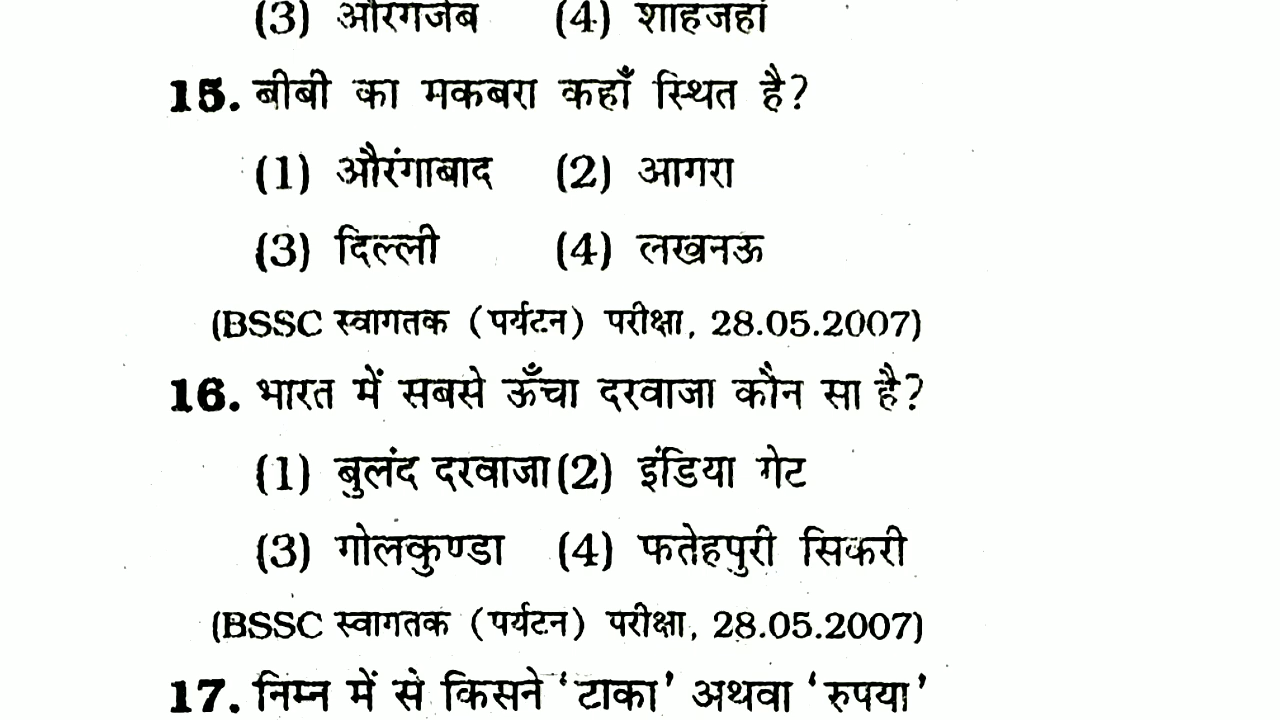 (3) औरंगजेब (4) शाहजहां
15. बीबी का मकबरा कहाँ स्थित है?
(1) औरंगाबाद (2) आगरा
(3) दिल्ली (4) लखनऊ
(BSSC स्वागतक (पर्यटन) परीक्षा, 28.05.2007)
16. भारत में सबसे ऊँचा दरवाजा कौन सा है?
(1) बुलंद दरवाजा (2) इंडिया गेट
(3) गोलकुण्डा (4) फतेहपुरी सिकरी
(BSSC स्वागतक (पर्यटन) परीक्षा, 28.05.2007)
17. निम्न में से किसने ‘टाका’ अथवा ‘रुपया’